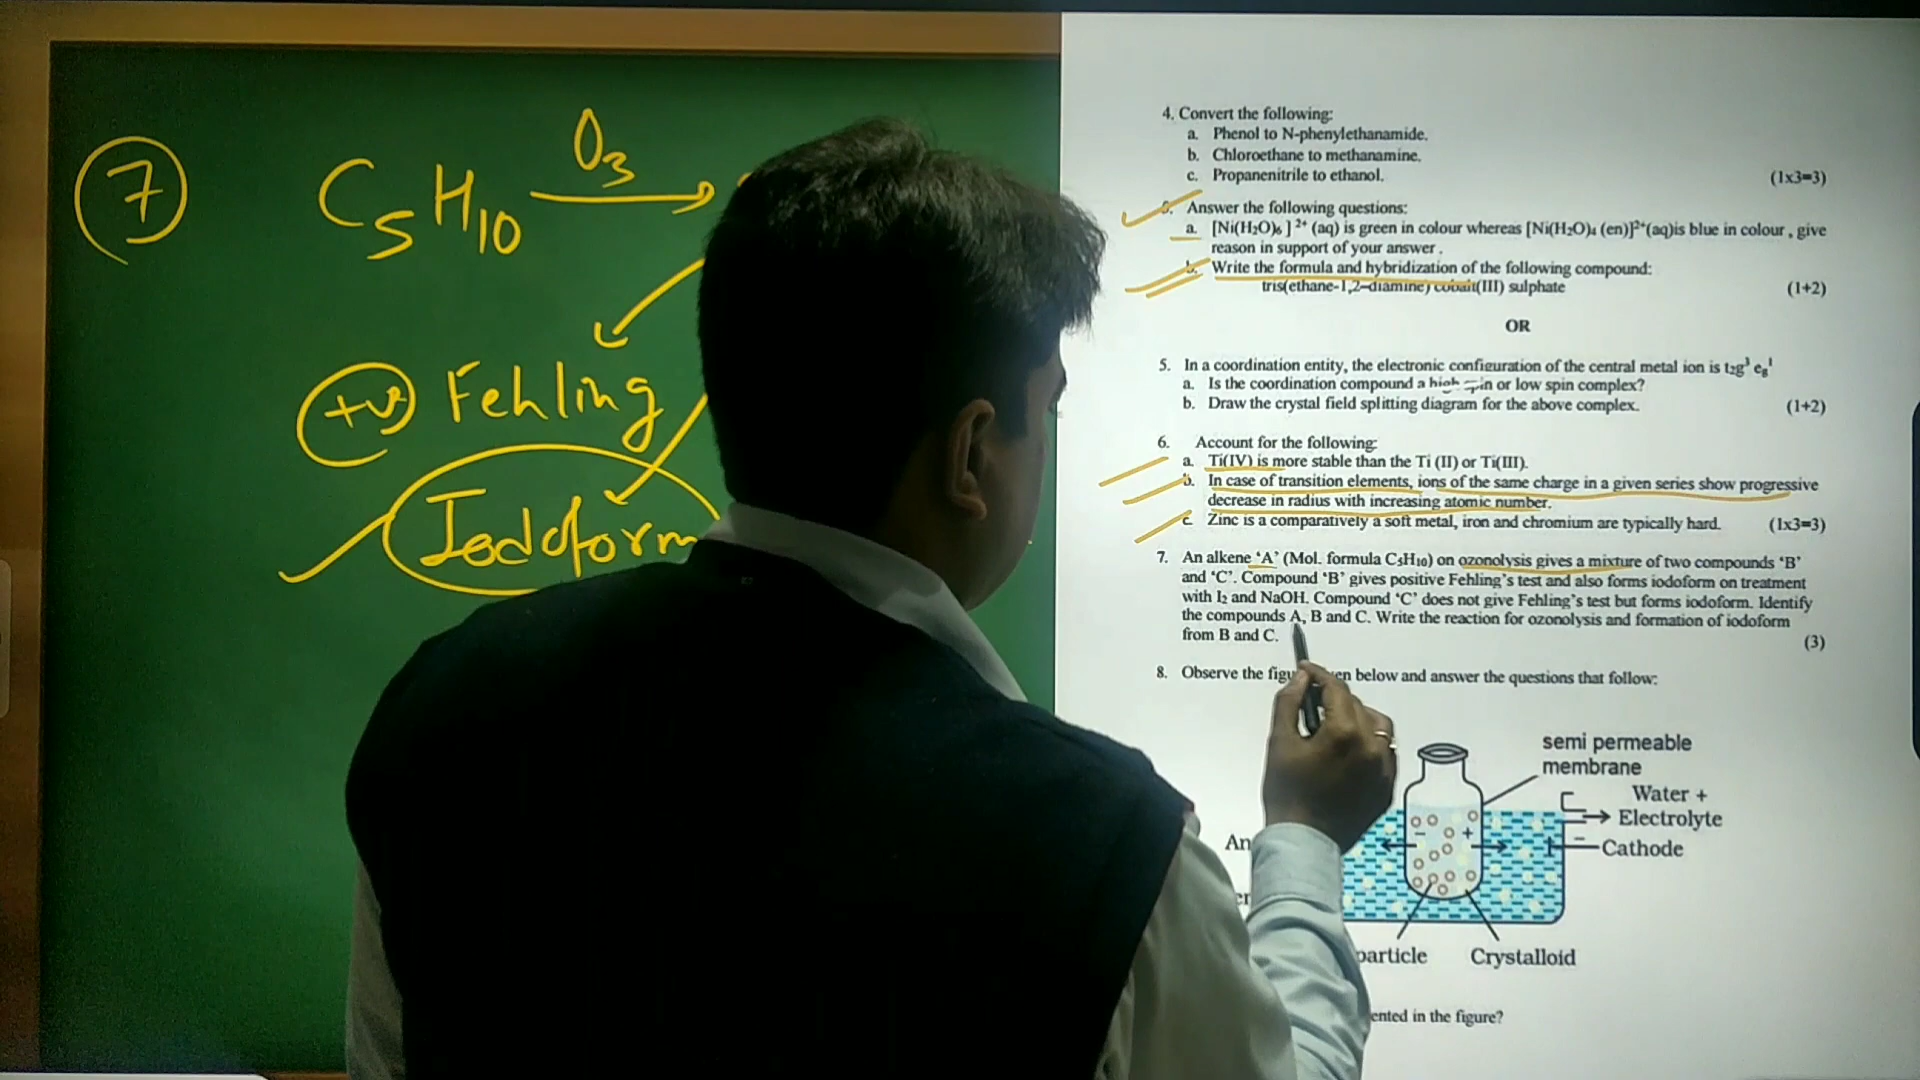 7
C5H10 O3
+ve Fehling
Iodoform
4. Convert the following:
a. Phenol to N-phenylethanamide.
b. Chloroethane to methanamine.
c. Propanenitrile to ethanol. (1x3=3)
Answer the following questions:
a. [Ni(H₂O)₆ ] ²⁺ (aq) is green in colour whereas [Ni(H₂O)₄ (en)]²⁺(aq)is blue in colour , give
reason in support of your answer .
Write the formula and hybridization of the following compound:
tris(ethane-1,2–diamine) cobalt(III) sulphate (1+2)
OR
5. In a coordination entity, the electronic configuration of the central metal ion is t₂g³ eg¹
a. Is the coordination compound a high spin or low spin complex?
b. Draw the crystal field splitting diagram for the above complex. (1+2)
6. Account for the following:
a. Ti(IV) is more stable than the Ti (II) or Ti(III).
b. In case of transition elements, ions of the same charge in a given series show progressive
decrease in radius with increasing atomic number.
c. Zinc is a comparatively a soft metal, iron and chromium are typically hard. (1x3=3)
7. An alkene ‘A’ (Mol. formula C₅H₁₀) on ozonolysis gives a mixture of two compounds ‘B’
and ‘C’. Compound ‘B’ gives positive Fehling’s test and also forms iodoform on treatment
with I₂ and NaOH. Compound ‘C’ does not give Fehling’s test but forms iodoform. Identify
the compounds A, B and C. Write the reaction for ozonolysis and formation of iodoform
from B and C. (3)
8. Observe the en below and answer the questions that follow:
semi permeable
membrane
Water +
Electrolyte
Cathode
An
particle Crystalloid
ented in the figure?